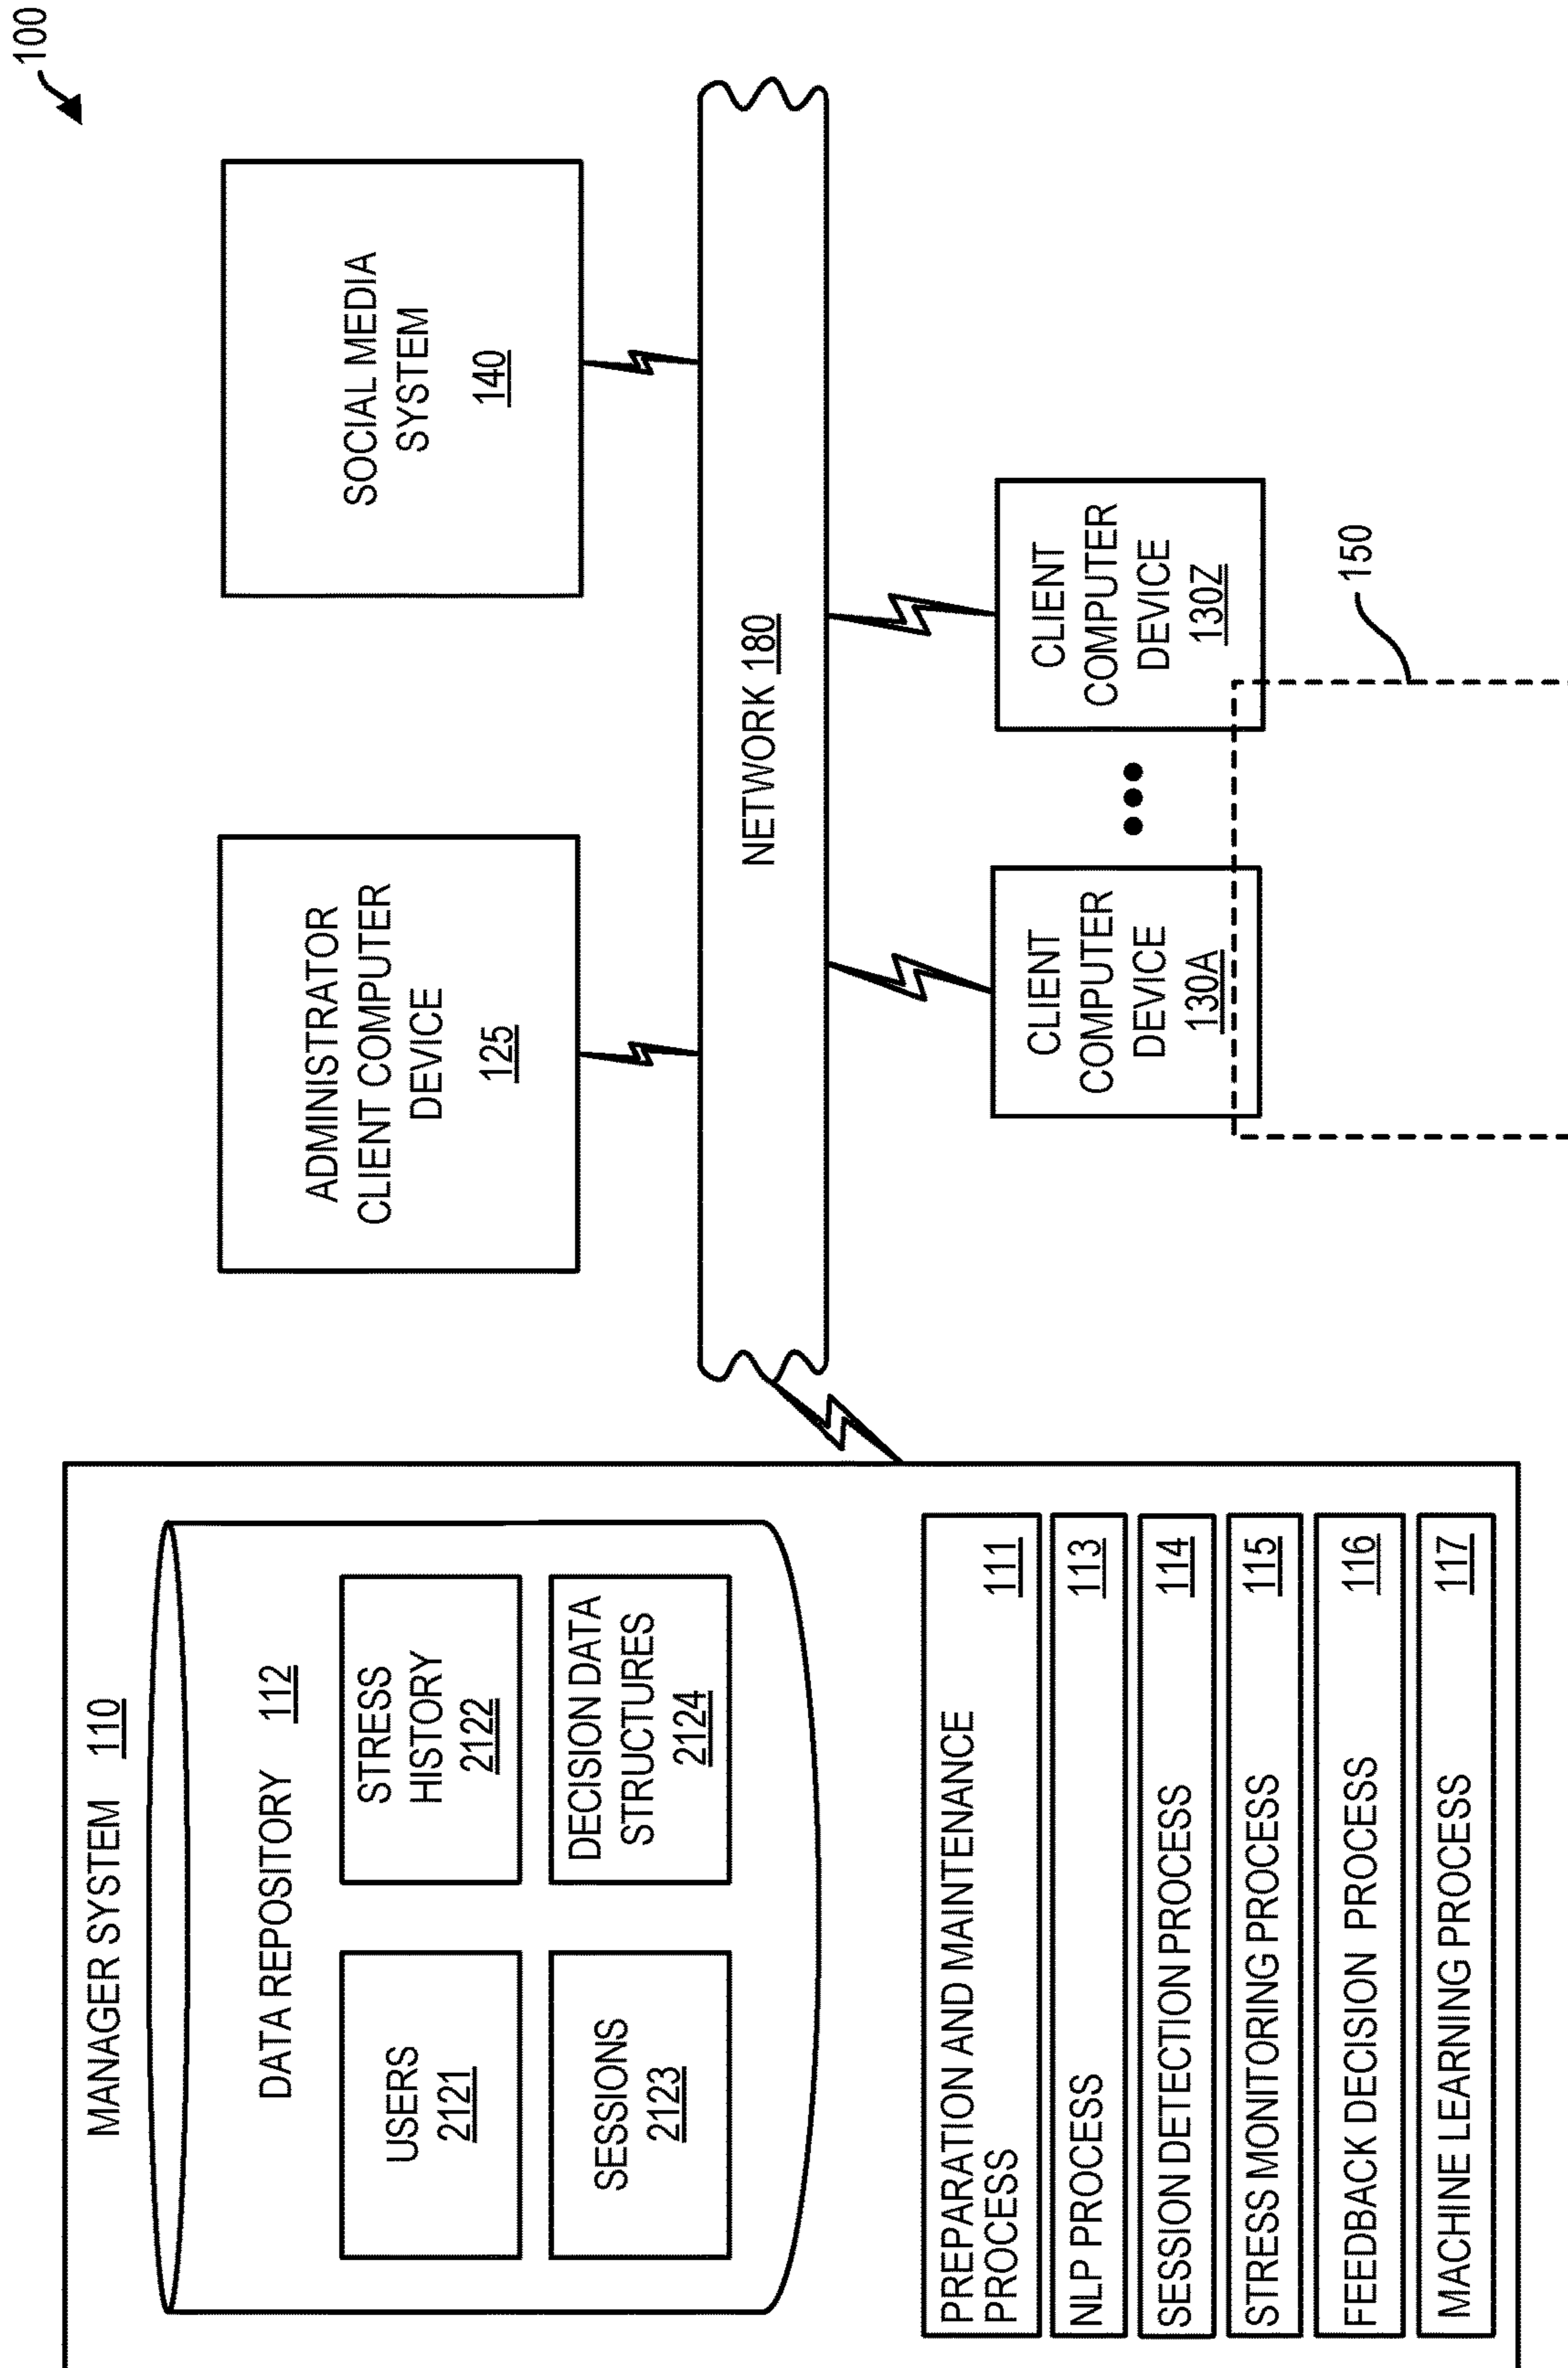 100
MANAGER SYSTEM 110
DATA REPOSITORY 112
USERS
2121
STRESS
HISTORY
2122
SESSIONS
2123
DECISION DATA
STRUCTURES
2124
PREPARATION AND MAINTENANCE
PROCESS 111
NLP PROCESS 113
SESSION DETECTION PROCESS 114
STRESS MONITORING PROCESS 115
FEEDBACK DECISION PROCESS 116
MACHINE LEARNING PROCESS 117
ADMINISTRATOR
CLIENT COMPUTER
DEVICE
125
SOCIAL MEDIA
SYSTEM
140
NETWORK 180
CLIENT
COMPUTER
DEVICE
130A
CLIENT
COMPUTER
DEVICE
130Z
150